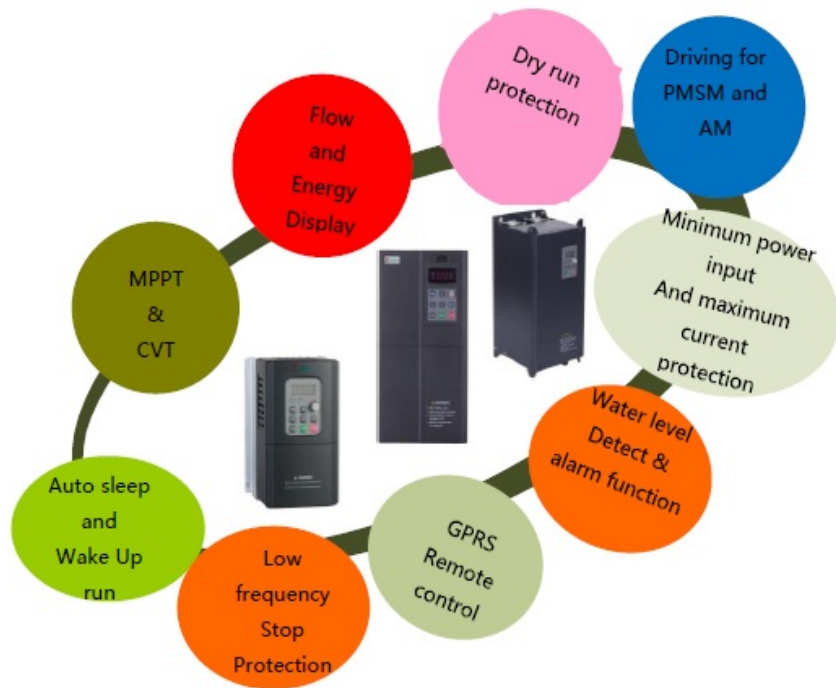 Dry run
protection
Driving for
PMSM and
AM
Flow
and
Energy
Display
Minimum power
input
And maximum
current
protection
MPPT
&
CVT
Water level
Detect &
alarm function
Auto sleep
and
Wake Up
run
GPRS
Remote
control
Low
frequency
Stop
Protection